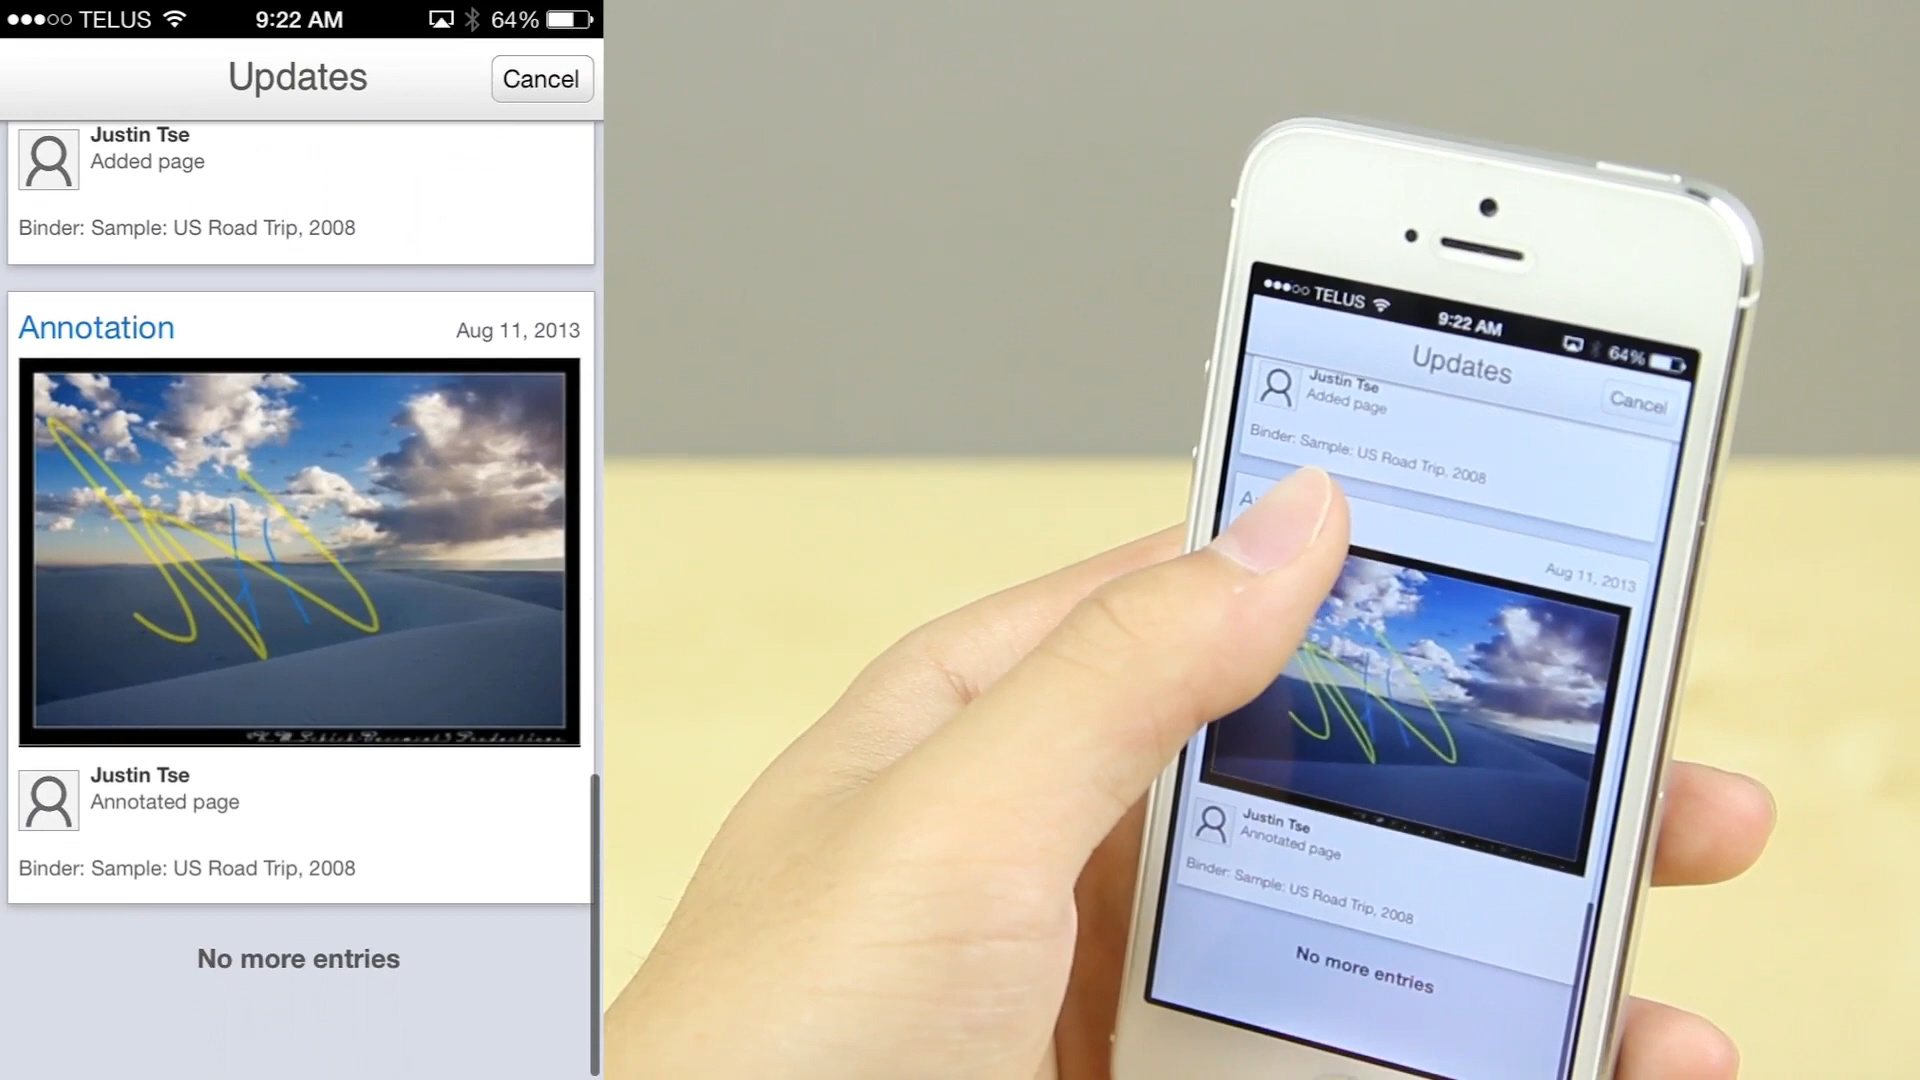 TELUS 9:22 AM 64%
Updates
Cancel
Justin Tse
Added page
Binder: Sample: US Road Trip, 2008
Annotation
Aug 11, 2013
Justin Tse
Annotated page
Binder: Sample: US Road Trip, 2008
No more entries
TELUS 9:22 AM 64%
Updates
Cancel
Justin Tse
Added page
Binder: Sample: US Road Trip, 2008
Aug 11, 2013
Justin Tse
Annotated page
Binder: Sample: US Road Trip, 2008
No more entries